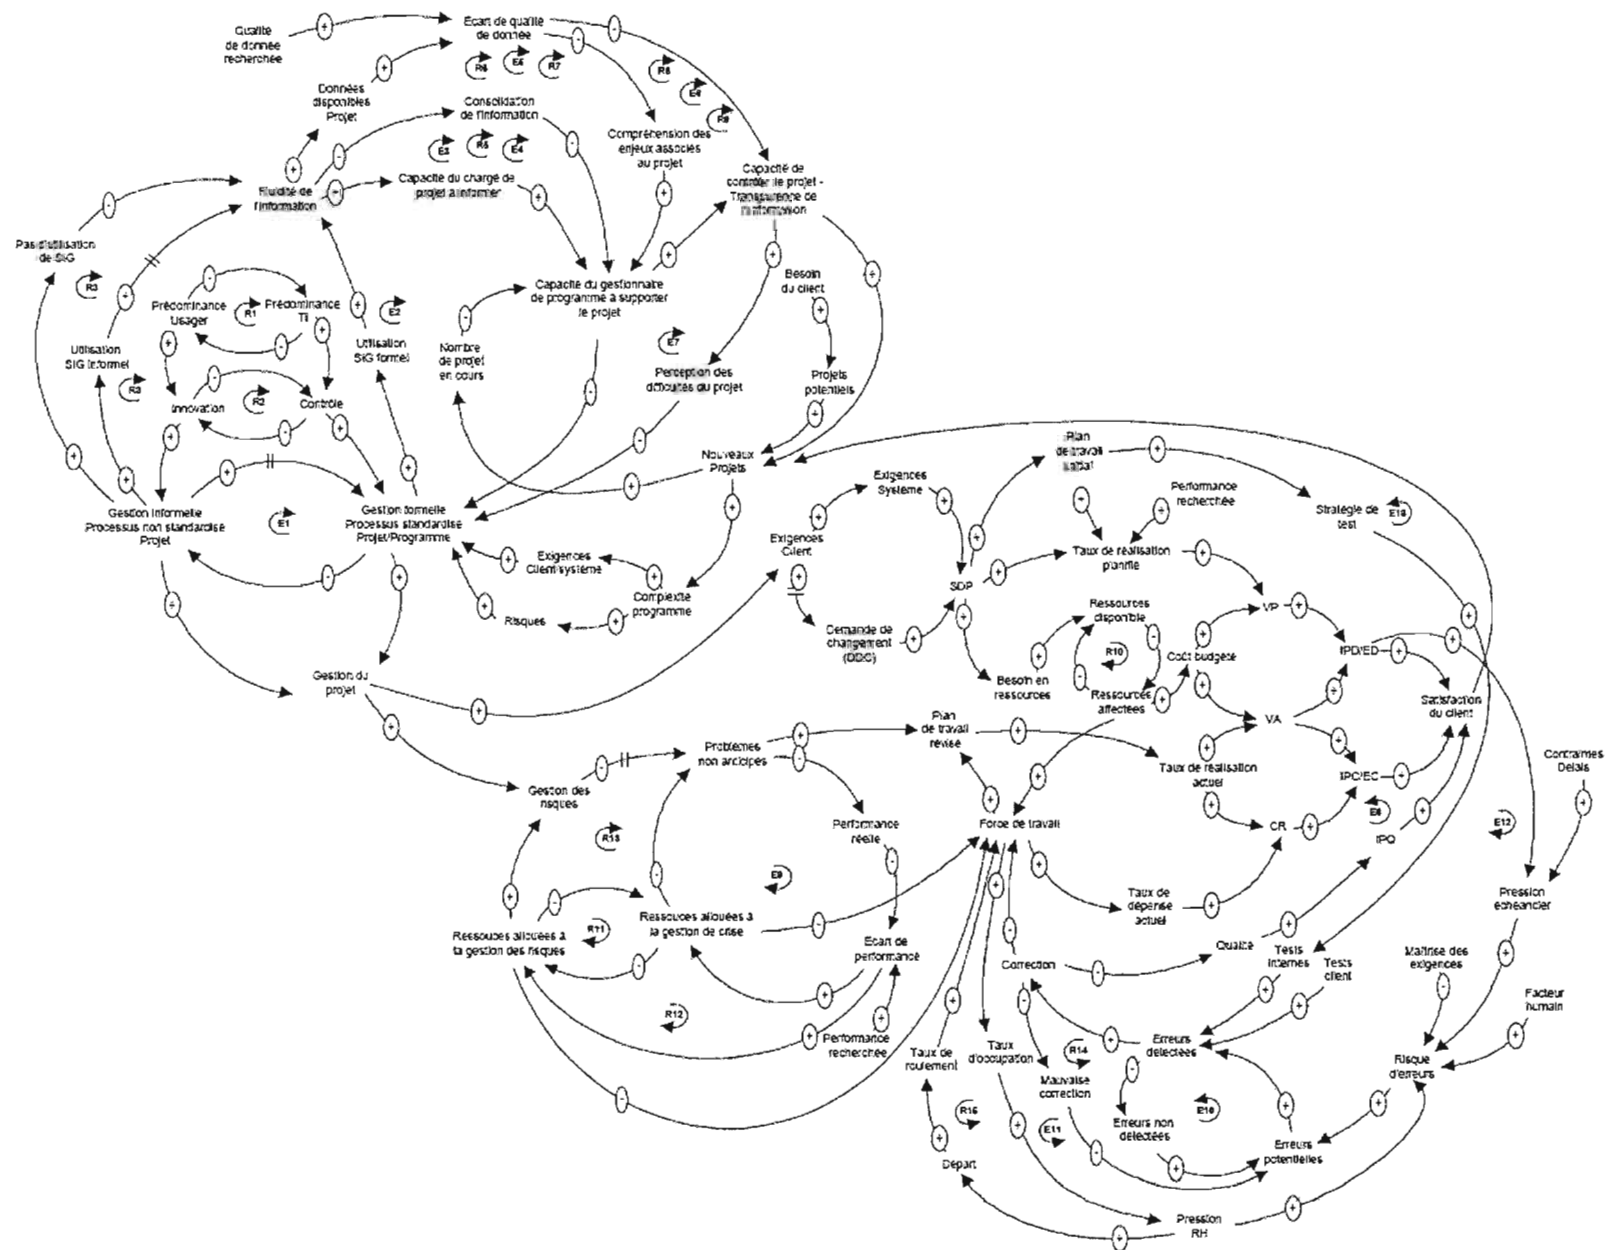 Qualité
de donnée
recherchée
Écart de qualité
de donnée
Données
disponibles
Projet
Consolidation
de l'information
Compréhension des
enjeux associés
au projet
Capacité de
contrôler le projet -
Transparence de
l'information
Capacité du chargé de
projet à informer
Fluidité de
l'information
Pas d'utilisation
de SIG
Utilisation
SIG informel
Prédominance
Usager
Prédominance
TI
Utilisation
SIG formel
Innovation
Contrôle
Nombre
de projet
en cours
Capacité du gestionnaire
de programme à supporter
le projet
Perception des
difficultés du projet
Besoin
du client
Projets
potentiels
Nouveaux
Projets
Gestion informelle
Processus non standardisé
Projet
Gestion formelle
Processus standardisé
Projet/Programme
Exigences
Client/système
Complexité
programme
Risques
Gestion du
projet
Exigences
Client
Exigences
Système
Demande de
changement
(DDC)
SDP
Plan
de travail
initial
Performance
recherchée
Stratégie de
test
Taux de réalisation
planifié
Ressources
disponible
Besoin en
ressources
Ressources
affectées
Coût budgété
VP
VA
IPD/ED
IPC/EC
CR
IPQ
Satisfaction
du client
Contraintes
Délais
Plan
de travail
révisé
Problèmes
non anticipés
Gestion des
risques
Performance
réelle
Force de travail
Taux de réalisation
actuel
Taux de
dépense
actuel
Pression
échéancier
Ressouces allouées à
la gestion des risques
Ressouces allouées à
la gestion de crise
Écart de
performance
Performance
recherchée
Correction
Qualité
Tests
internes
Tests
client
Maîtrise des
exigences
Facteur
humain
Taux de
roulement
Taux
d'occupation
Mauvaise
correction
Erreurs
détectées
Erreurs non
détectées
Erreurs
potentielles
Risque
d'erreurs
Départ
Pression
RH
R1
R2
R3
R3
E1
E2
E3
R5
E4
R6
E5
R7
R8
E6
R9
E7
E8
E9
R10
R11
R12
R13
R14
E10
E11
E12